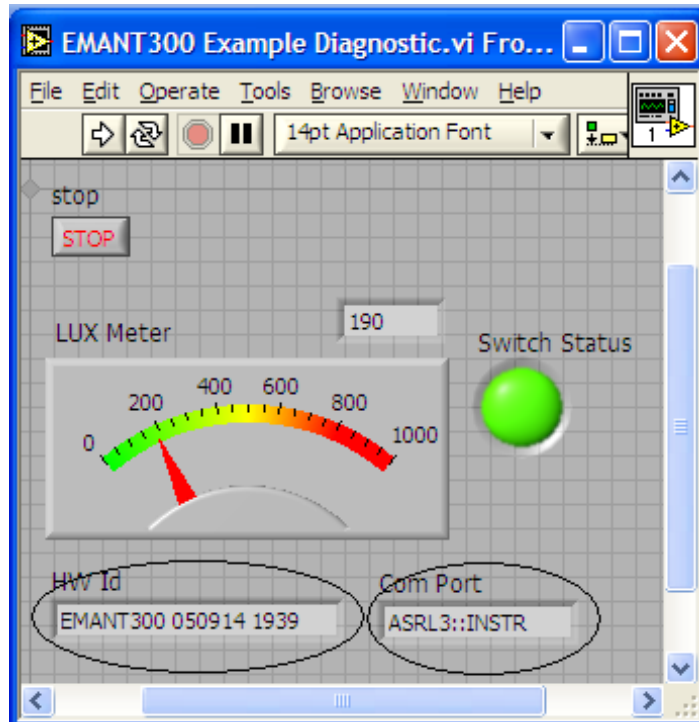 EMANT300 Example Diagnostic.vi Fro...
File Edit Operate Tools Browse Window Help
14pt Application Font
1
stop
STOP
190
LUX Meter
Switch Status
0 200 400 600 800 1000
HW Id
Com Port
EMANT300 050914 1939
ASRL3::INSTR